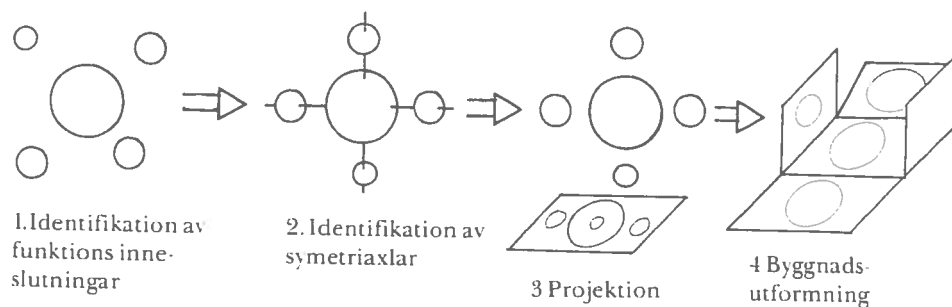 1.Identifikation av
funktions inne-
slutningar
2. Identifikation av
symetriaxlar
3 Projektion
4 Byggnads-
utformning